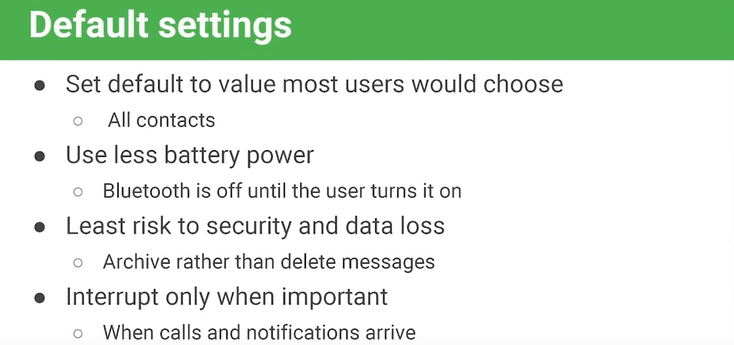 Default settings
● Set default to value most users would choose
○ All contacts
● Use less battery power
○ Bluetooth is off until the user turns it on
● Least risk to security and data loss
○ Archive rather than delete messages
● Interrupt only when important
○ When calls and notifications arrive